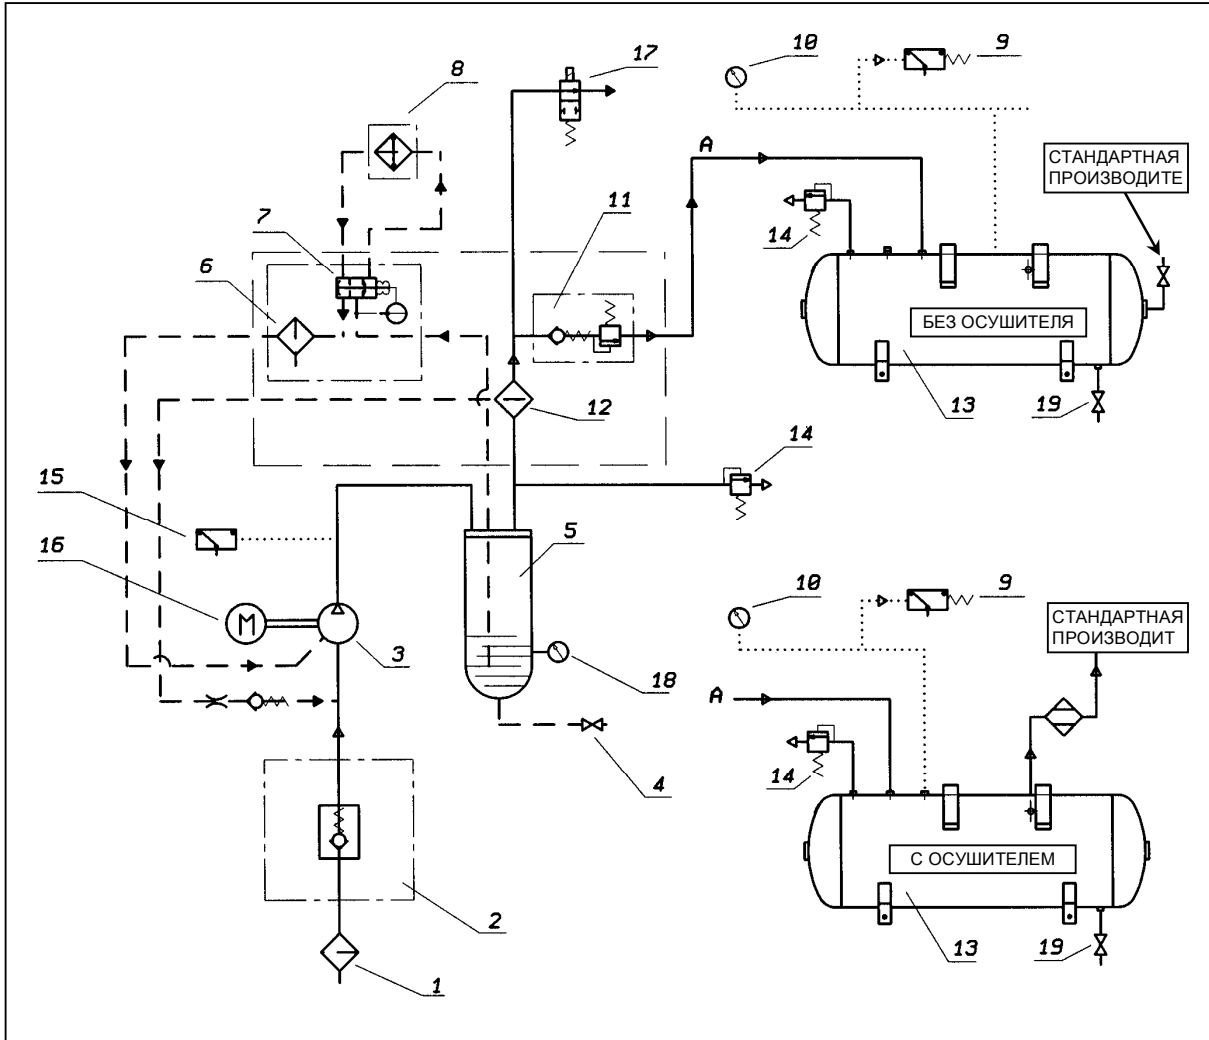 17
10
9
8
A
СТАНДАРТНАЯ
ПРОИЗВОДИТЕ
7
11
14
6
БЕЗ ОСУШИТЕЛЯ
12
13
19
14
15
5
16
M
10
9
СТАНДАРТНАЯ
ПРОИЗВОДИТ
3
18
A
4
14
С ОСУШИТЕЛЕМ
2
13
19
1